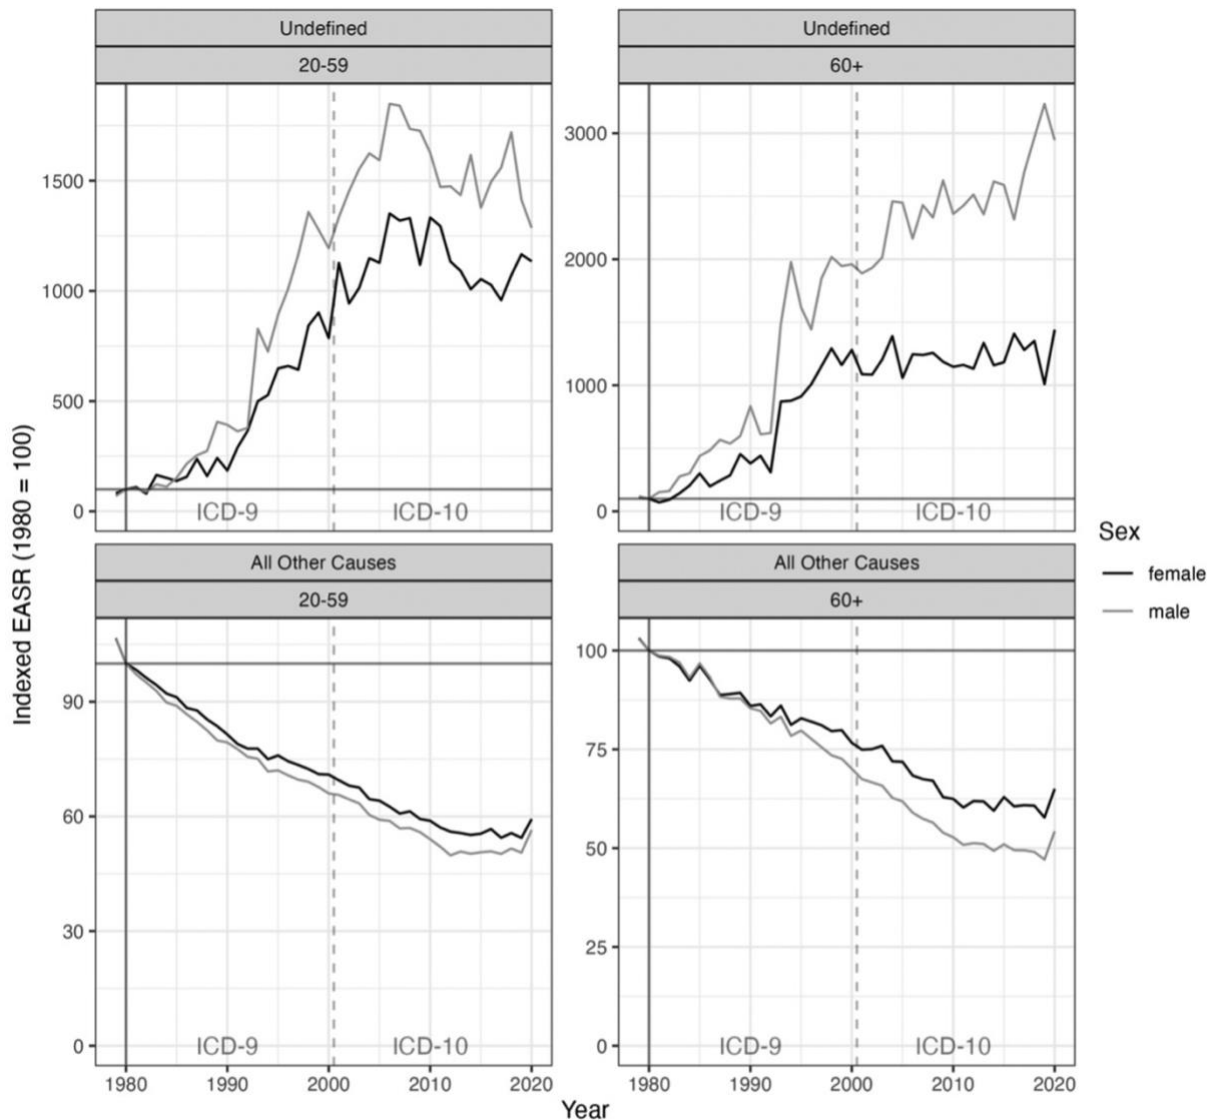 Undefined
20-59
Undefined
60+
1500
1000
500
0
ICD-9
ICD-10
3000
2000
1000
0
ICD-9
ICD-10
Indexed EASR (1980 = 100)
All Other Causes
20-59
All Other Causes
60+
90
60
30
0
ICD-9
ICD-10
1980
1990
2000
2010
2020
100
75
50
25
0
ICD-9
ICD-10
1980
1990
2000
2010
2020
Year
Sex
female
male